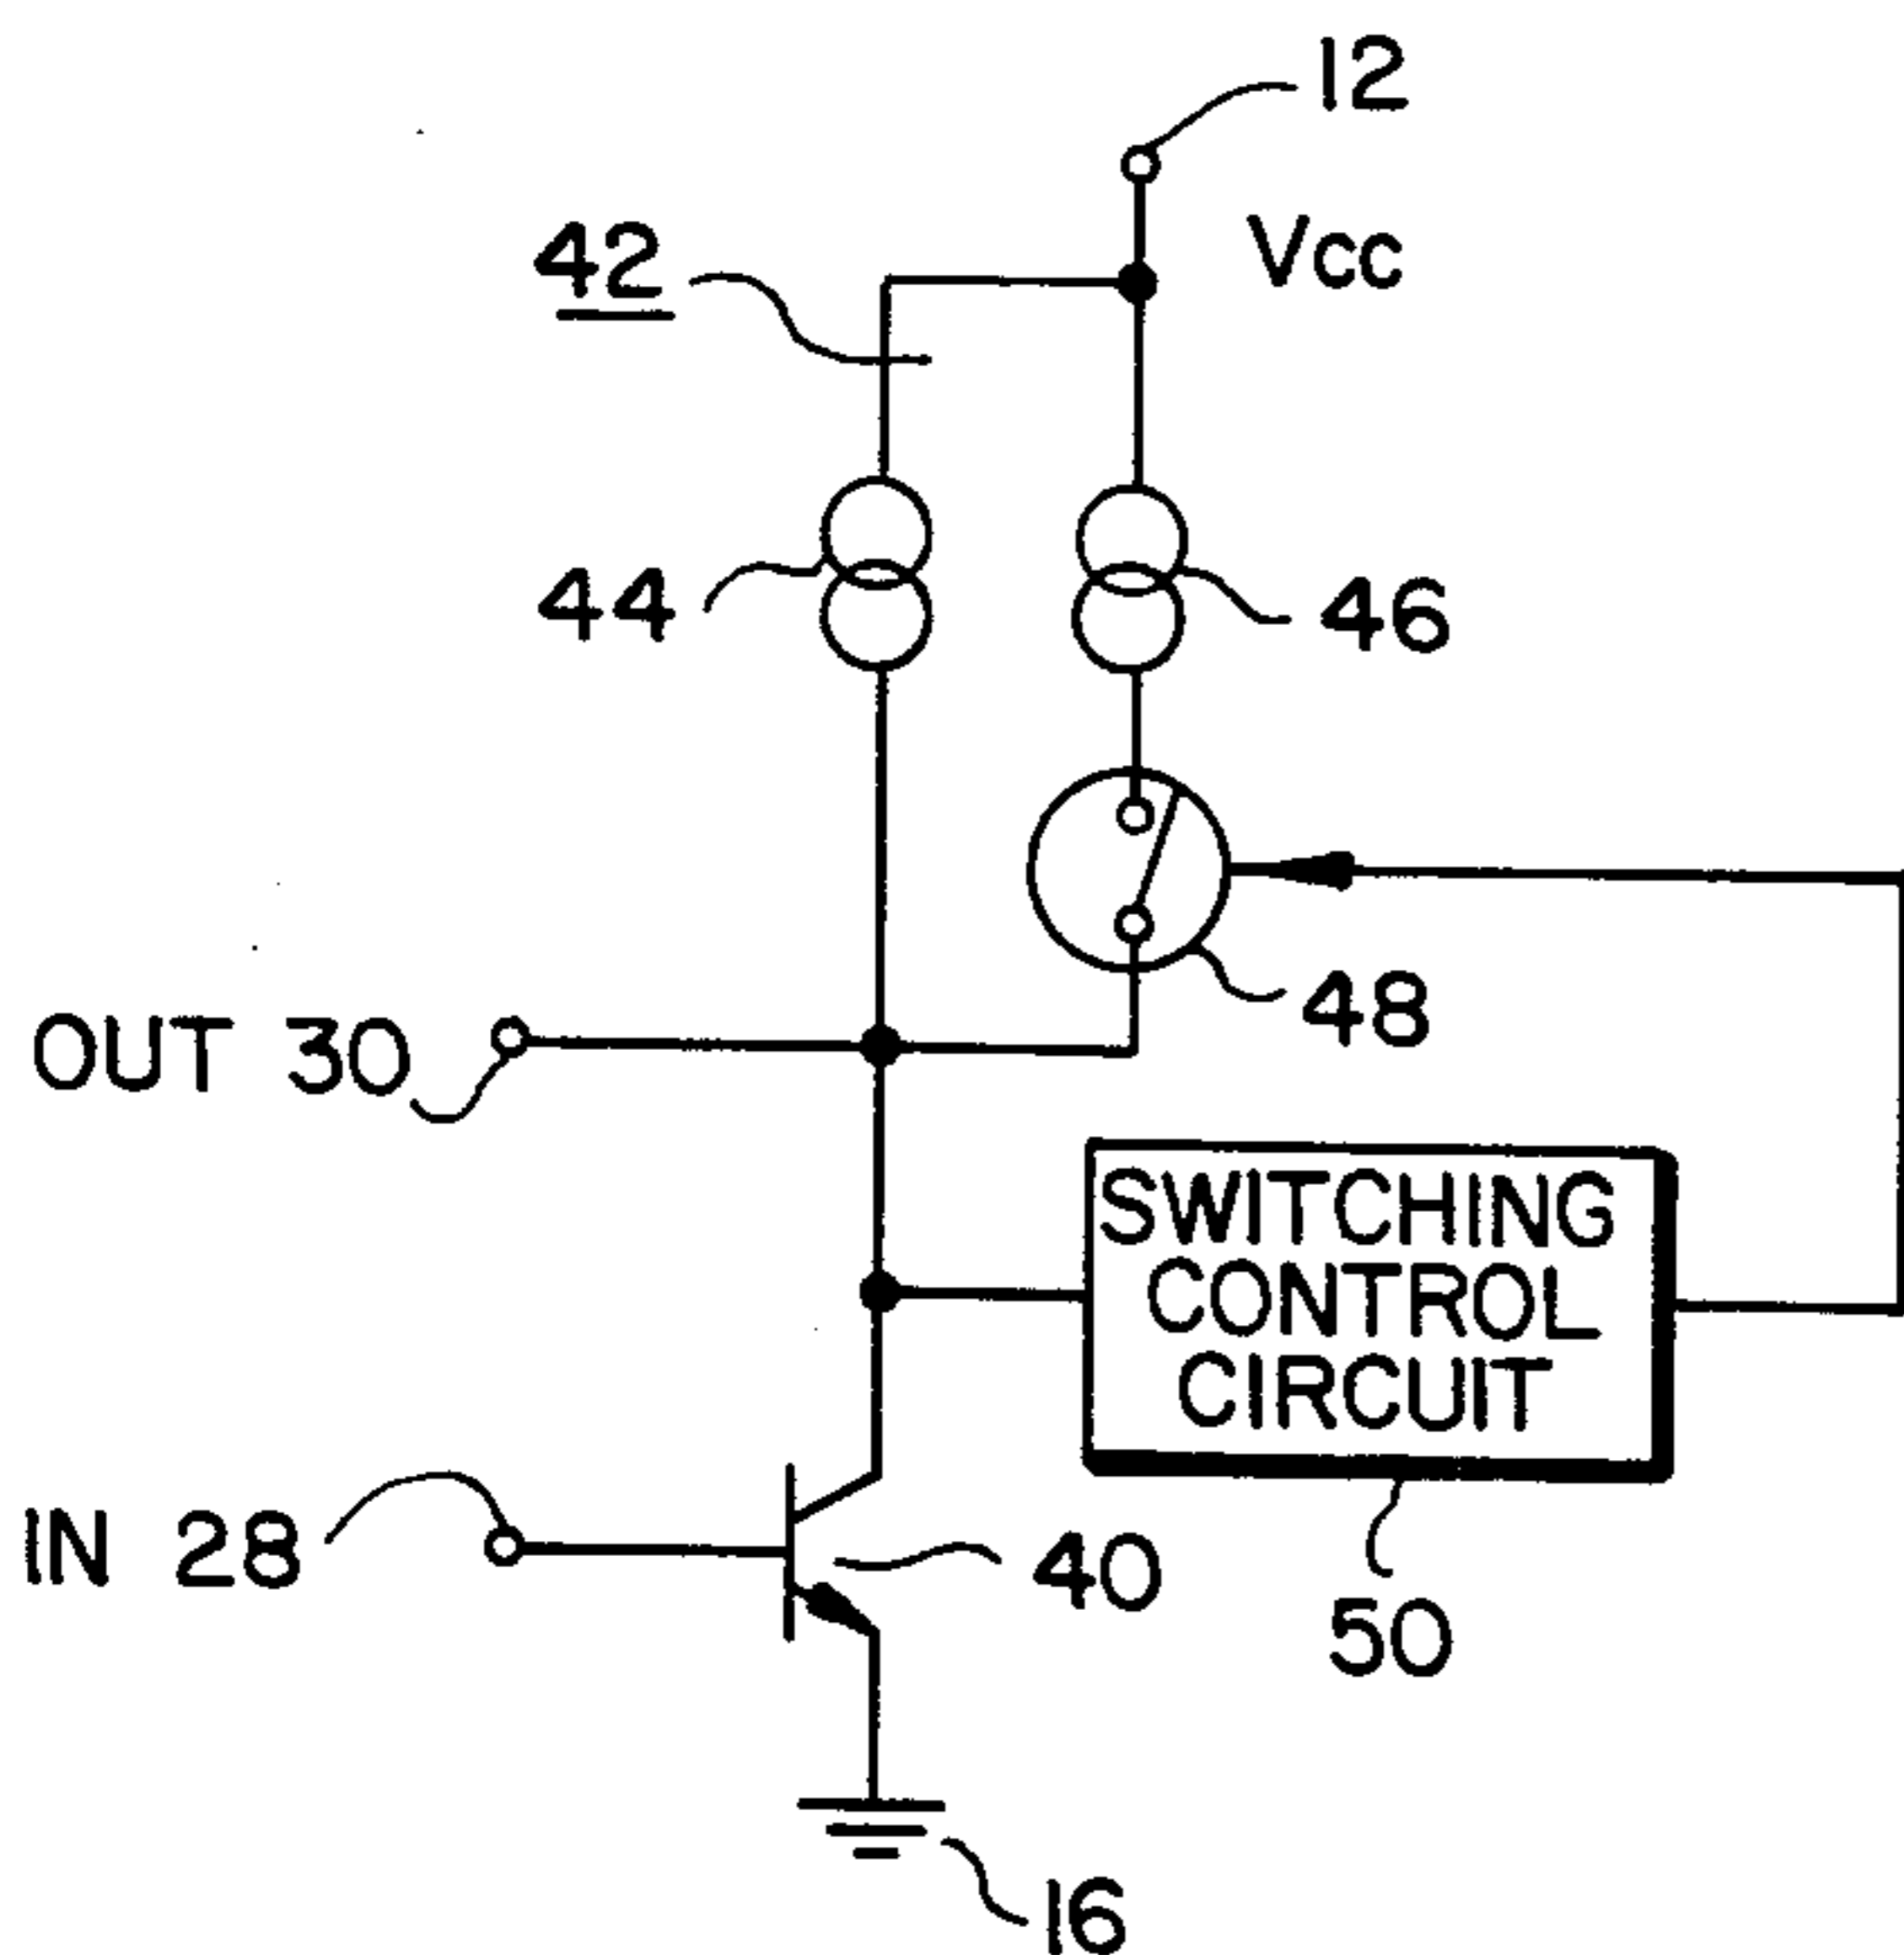 12
Vcc
42
44
46
48
OUT 30
SWITCHING
CONTROL
CIRCUIT
IN 28
40
50
16